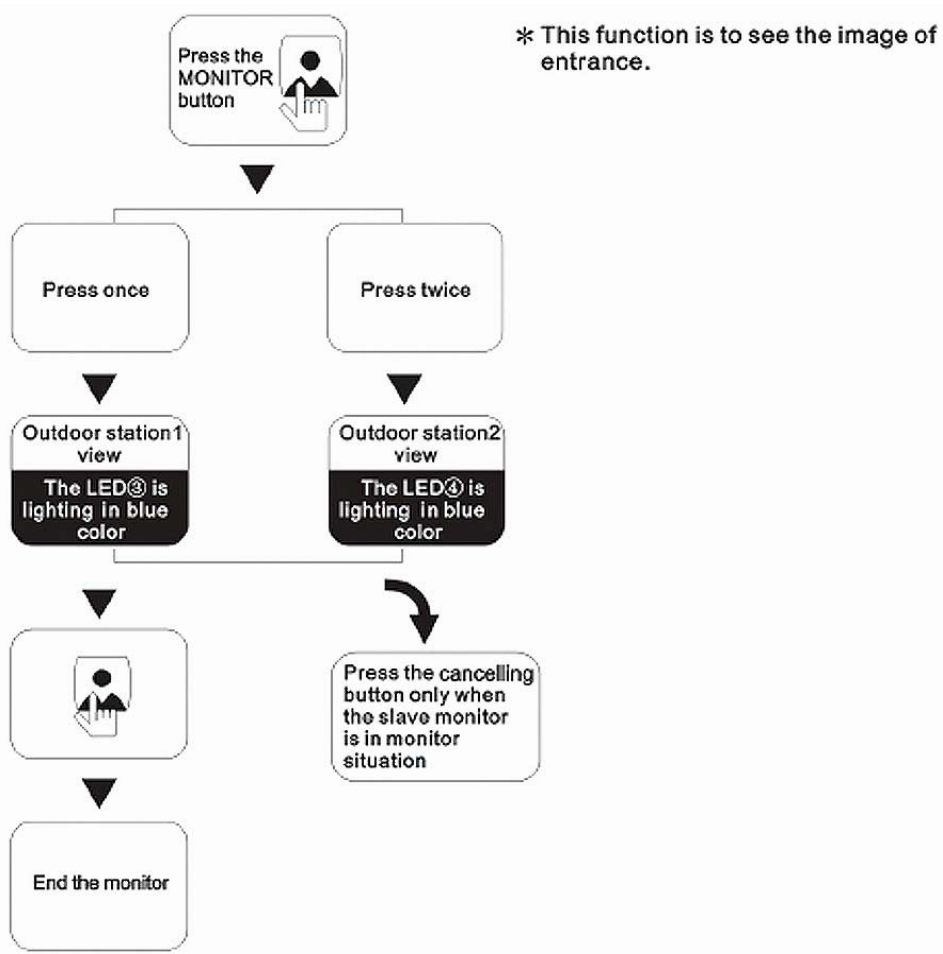 Press the
MONITOR
button
* This function is to see the image of
entrance.
Press once
Press twice
Outdoor station1
view
The LED③ is
lighting in blue
color
Outdoor station2
view
The LED④ is
lighting in blue
color
Press the cancelling
button only when
the slave monitor
is in monitor
situation
End the monitor